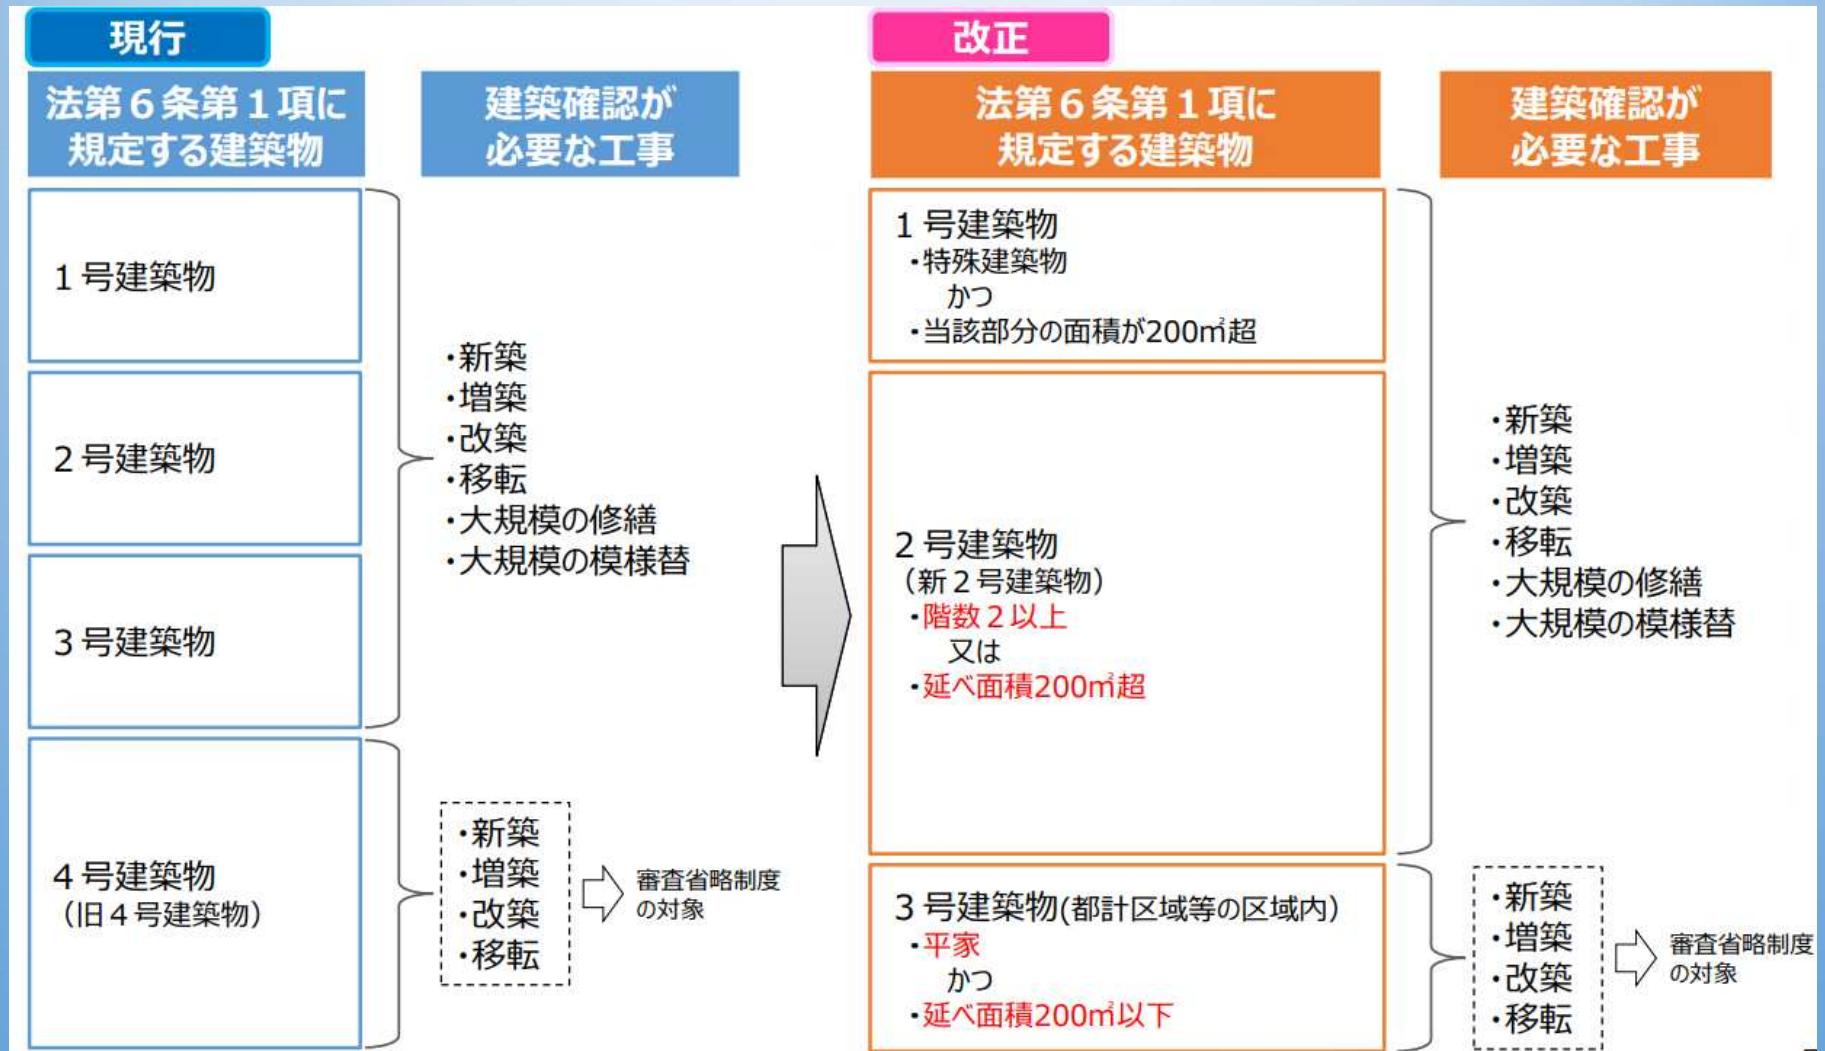 現行
法第６条第１項に
規定する建築物
建築確認が
必要な工事
１号建築物
２号建築物
３号建築物
・新築
・増築
・改築
・移転
・大規模の修繕
・大規模の模様替
４号建築物
（旧４号建築物）
・新築
・増築
・改築
・移転
審査省略制度
の対象
改正
法第６条第１項に
規定する建築物
建築確認が
必要な工事
１号建築物
・特殊建築物
かつ
・当該部分の面積が200㎡超
２号建築物
（新２号建築物）
・階数２以上
又は
・延べ面積200㎡超
・新築
・増築
・改築
・移転
・大規模の修繕
・大規模の模様替
３号建築物(都計区域等の区域内）
・平家
かつ
・延べ面積200㎡以下
・新築
・増築
・改築
・移転
審査省略制度
の対象